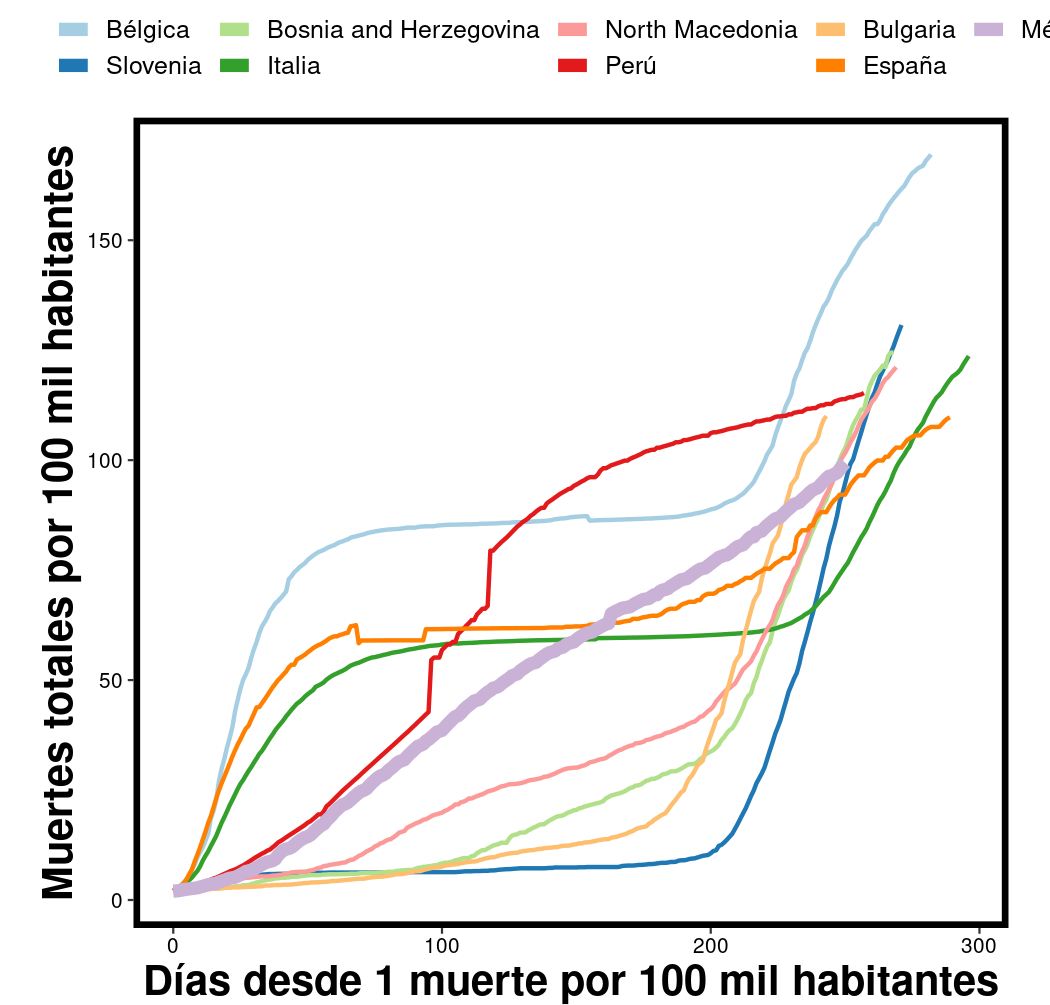 Bélgica Bosnia and Herzegovina North Macedonia Bulgaria Mé
Slovenia Italia Perú España
Muertes totales por 100 mil habitantes
150
100
50
0
0 100 200 300
Días desde 1 muerte por 100 mil habitantes